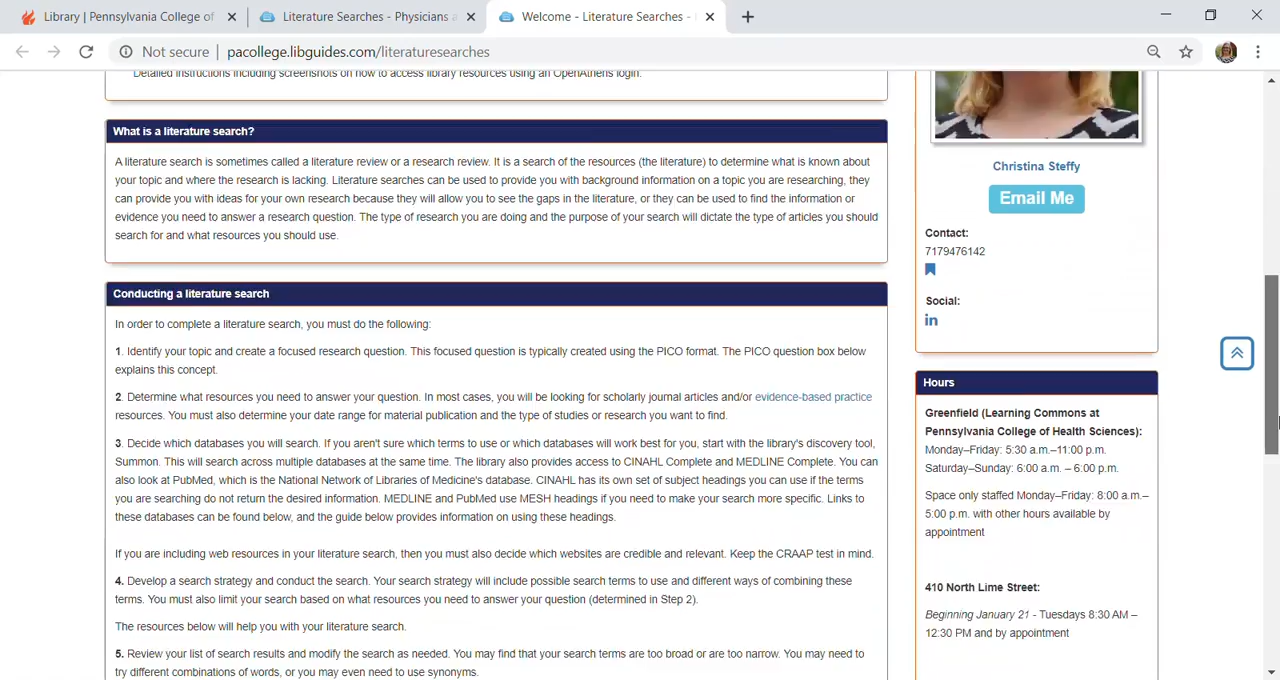 Library | Pennsylvania College of
Literature Searches - Physicians a
Welcome - Literature Searches -
Not secure | pacollege.libguides.com/literaturesearches
Detailed instructions including screenshots on how to access library resources using an OpenAthens login.
What is a literature search?
A literature search is sometimes called a literature review or a research review. It is a search of the resources (the literature) to determine what is known about
your topic and where the research is lacking. Literature searches can be used to provide you with background information on a topic you are researching, they
can provide you with ideas for your own research because they will allow you to see the gaps in the literature, or they can be used to find the information or
evidence you need to answer a research question. The type of research you are doing and the purpose of your search will dictate the type of articles you should
search for and what resources you should use.
Conducting a literature search
In order to complete a literature search, you must do the following:
1. Identify your topic and create a focused research question. This focused question is typically created using the PICO format. The PICO question box below
explains this concept.
2. Determine what resources you need to answer your question. In most cases, you will be looking for scholarly journal articles and/or evidence-based practice
resources. You must also determine your date range for material publication and the type of studies or research you want to find.
3. Decide which databases you will search. If you aren't sure which terms to use or which databases will work best for you, start with the library's discovery tool,
Summon. This will search across multiple databases at the same time. The library also provides access to CINAHL Complete and MEDLINE Complete. You can
also look at PubMed, which is the National Network of Libraries of Medicine's database. CINAHL has its own set of subject headings you can use if the terms
you are searching do not return the desired information. MEDLINE and PubMed use MESH headings if you need to make your search more specific. Links to
these databases can be found below, and the guide below provides information on using these headings.
If you are including web resources in your literature search, then you must also decide which websites are credible and relevant. Keep the CRAAP test in mind.
4. Develop a search strategy and conduct the search. Your search strategy will include possible search terms to use and different ways of combining these
terms. You must also limit your search based on what resources you need to answer your question (determined in Step 2).
The resources below will help you with your literature search.
5. Review your list of search results and modify the search as needed. You may find that your search terms are too broad or are too narrow. You may need to
try different combinations of words, or you may even need to use synonyms.
Christina Steffy
Email Me
Contact:
7179476142
Social:
in
Hours
Greenfield (Learning Commons at
Pennsylvania College of Health Sciences):
Monday–Friday: 5:30 a.m.–11:00 p.m.
Saturday–Sunday: 6:00 a.m. – 6:00 p.m.
Space only staffed Monday–Friday: 8:00 a.m.–
5:00 p.m. with other hours available by
appointment
410 North Lime Street:
Beginning January 21 - Tuesdays 8:30 AM –
12:30 PM and by appointment